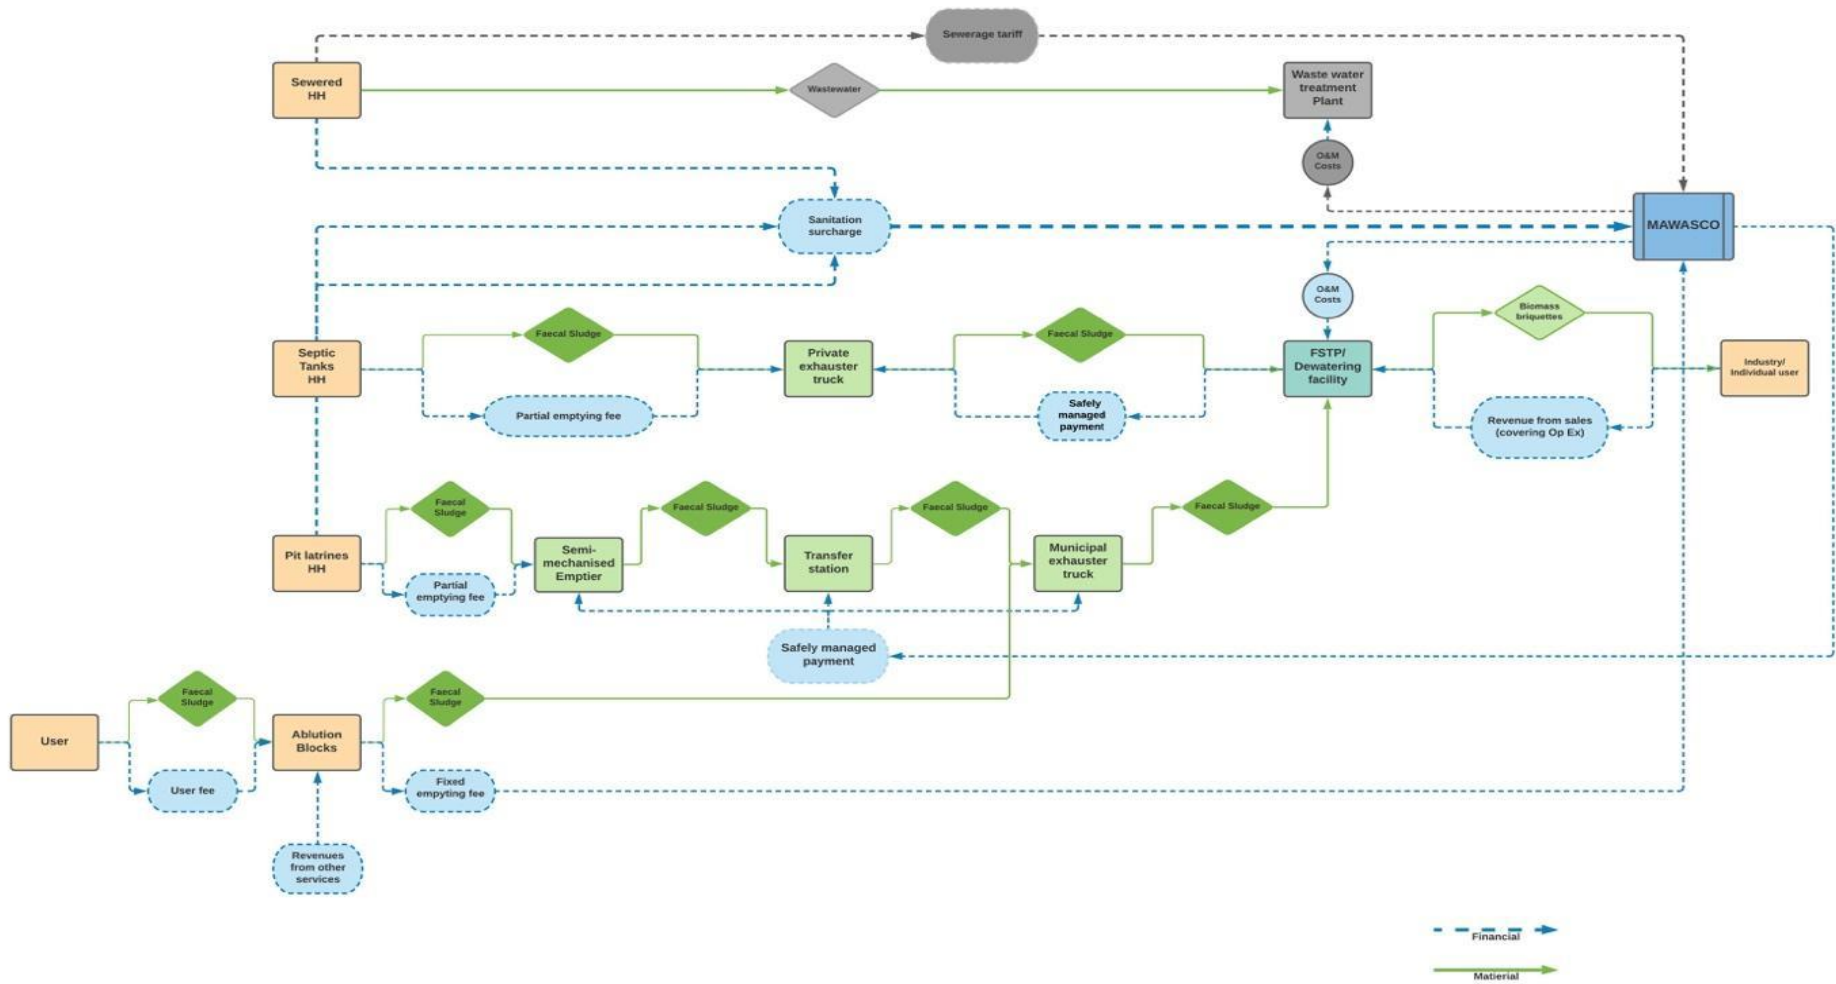 Sewerage tariff
Sewered
HH
Wastewater
Waste water
treatment
Plant
O&M
Costs
Sanitation
surcharge
MAWASCO
O&M
Costs
Biomass
briquettes
Faecal Sludge
Faecal Sludge
Septic
Tanks
HH
Private
exhauster
truck
FSTP/
Dewatering
facility
Industry/
Individual user
Partial emptying fee
Safely
managed
payment
Revenue from sales
(covering Op Ex)
Faecal
Sludge
Faecal Sludge
Faecal Sludge
Faecal Sludge
Pit latrines
HH
Semi-
mechanised
Emptier
Transfer
station
Municipal
exhauster
truck
Partial
emptying fee
Safely managed
payment
Faecal
Sludge
Faecal
Sludge
User
Ablution
Blocks
User fee
Fixed
empyting fee
Revenues
from other
services
Financial
Matierial